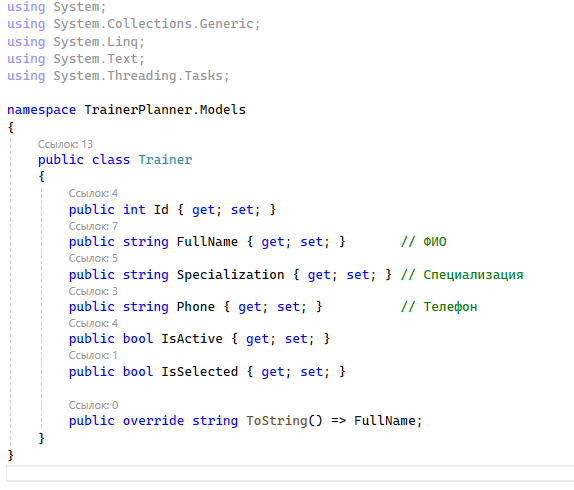 using System;
using System.Collections.Generic;
using System.Linq;
using System.Text;
using System.Threading.Tasks;

namespace TrainerPlanner.Models
{
    Ссылок: 13
    public class Trainer
    {
        Ссылок: 4
        public int Id { get; set; }
        Ссылок: 7
        public string FullName { get; set; }       // ФИО
        Ссылок: 5
        public string Specialization { get; set; } // Специализация
        Ссылок: 3
        public string Phone { get; set; }          // Телефон
        Ссылок: 4
        public bool IsActive { get; set; }
        Ссылок: 1
        public bool IsSelected { get; set; }

        Ссылок: 0
        public override string ToString() => FullName;
    }
}